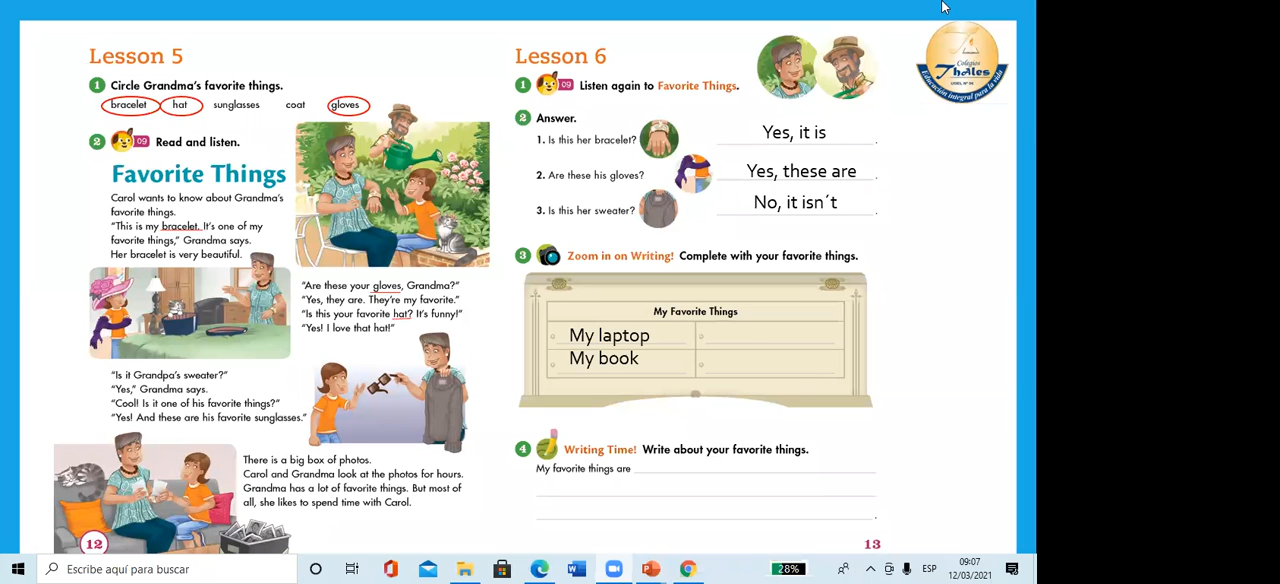 Lesson 5
1 Circle Grandma's favorite things.
bracelet hat sunglasses coat gloves
2 09 Read and listen.
Favorite Things
Carol wants to know about Grandma's
favorite things.
"This is my bracelet. It's one of my
favorite things," Grandma says.
Her bracelet is very beautiful.
"Are these your gloves, Grandma?"
"Yes, they are. They're my favorite."
"Is this your favorite hat? It's funny!"
"Yes! I love that hat!"
"Is it Grandpa's sweater?"
"Yes," Grandma says.
"Cool! Is it one of his favorite things?"
"Yes! And these are his favorite sunglasses."
There is a big box of photos.
Carol and Grandma look at the photos for hours.
Grandma has a lot of favorite things. But most of
all, she likes to spend time with Carol.
12
Lesson 6
1 09 Listen again to Favorite Things.
2 Answer.
1. Is this her bracelet? Yes, it is.
2. Are these his gloves? Yes, these are.
3. Is this her sweater? No, it isn´t.
3 Zoom in on Writing! Complete with your favorite things.
My Favorite Things
My laptop
My book
4 Writing Time! Write about your favorite things.
My favorite things are
.
13
Colegios
Thales
Educación integral para la vida
Escribe aquí para buscar
28%
ESP
09:07
12/03/2021